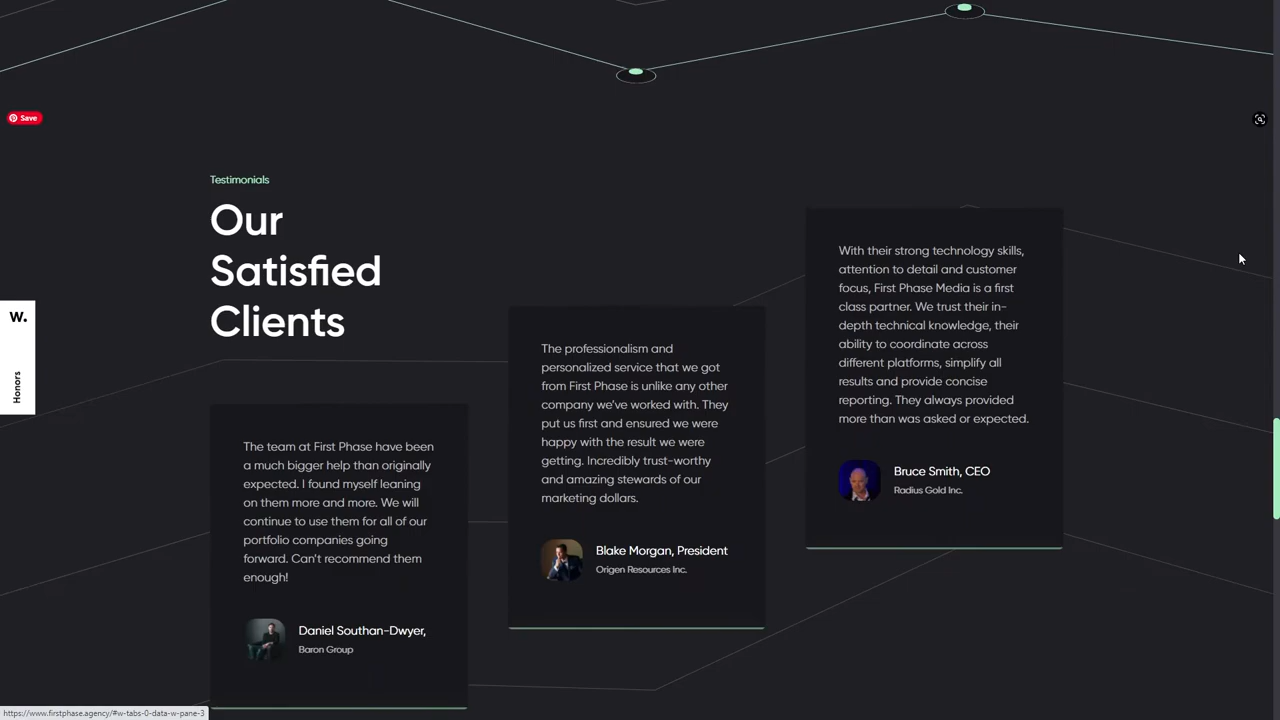 Save
Testimonials
Our
Satisfied
Clients
W.
Honors
The team at First Phase have been
a much bigger help than originally
expected. I found myself leaning
on them more and more. We will
continue to use them for all of our
portfolio companies going
forward. Can't recommend them
enough!
Daniel Southan-Dwyer,
Baron Group
The professionalism and
personalized service that we got
from First Phase is unlike any other
company we've worked with. They
put us first and ensured we were
happy with the result we were
getting. Incredibly trust-worthy
and amazing stewards of our
marketing dollars.
Blake Morgan, President
Origen Resources Inc.
With their strong technology skills,
attention to detail and customer
focus, First Phase Media is a first
class partner. We trust their in-
depth technical knowledge, their
ability to coordinate across
different platforms, simplify all
results and provide concise
reporting. They always provided
more than was asked or expected.
Bruce Smith, CEO
Radius Gold Inc.
https://www.firstphase.agency/#w-tabs-0-data-w-pane-3